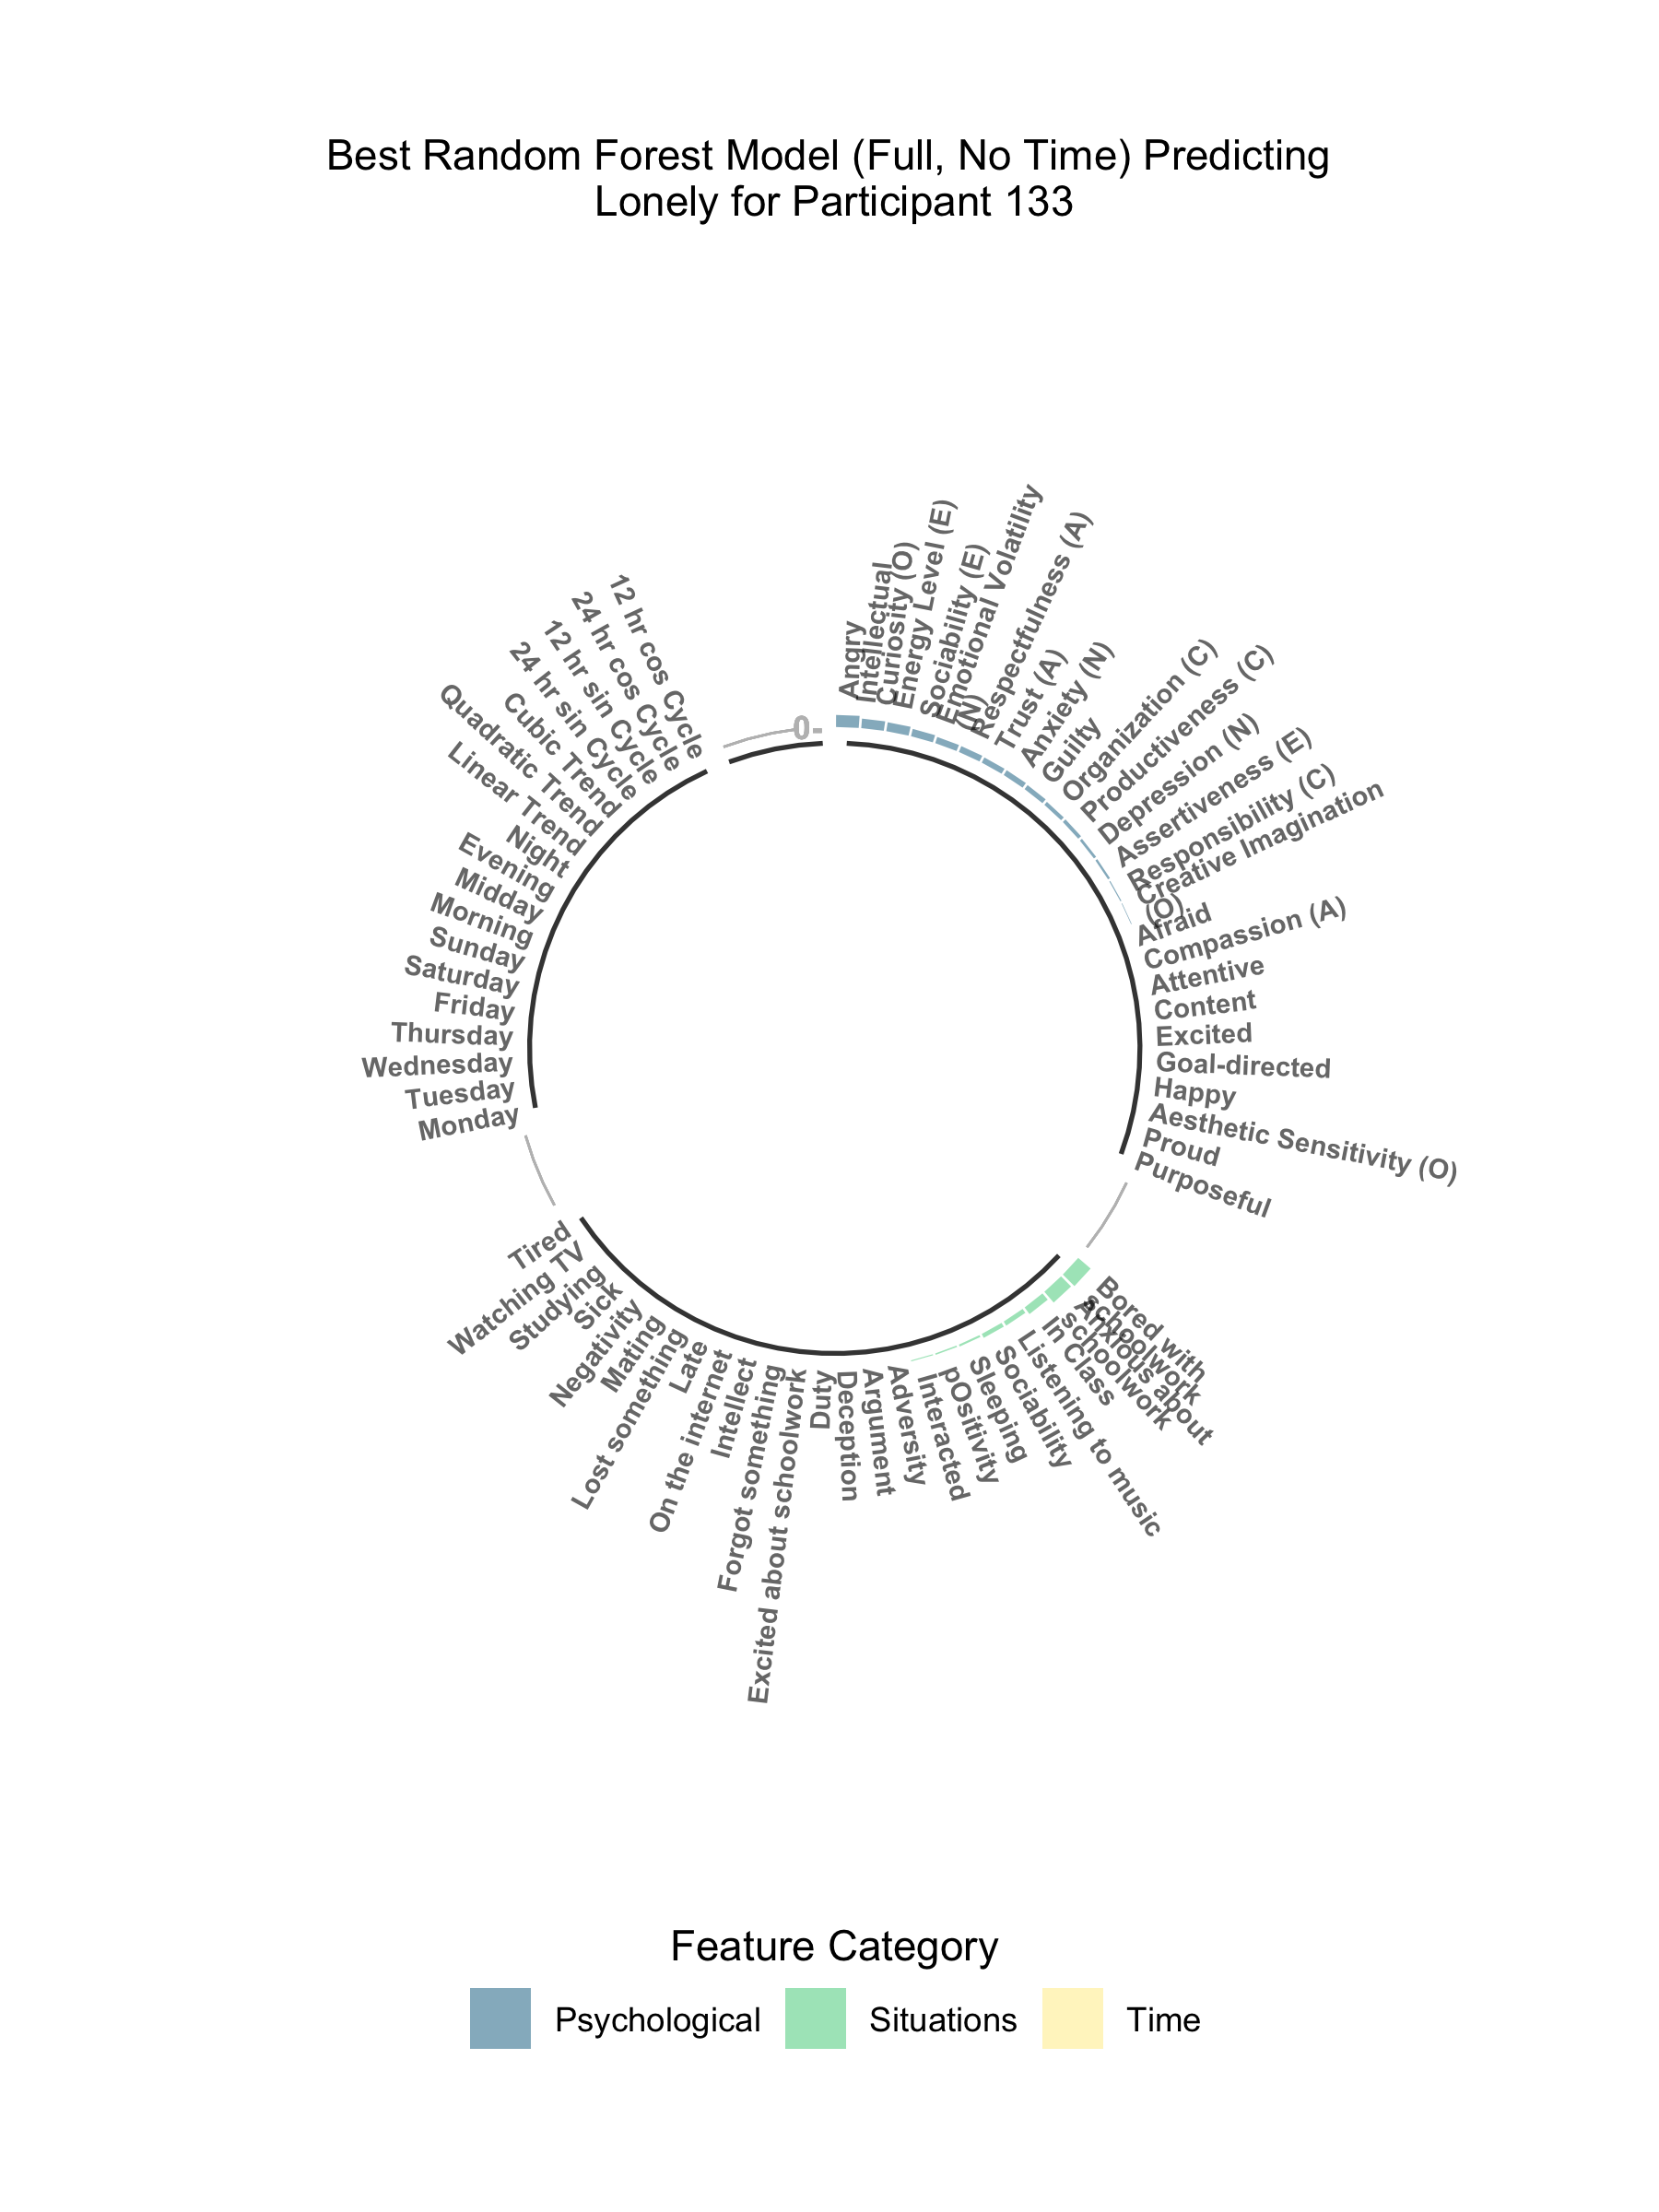 Best Random Forest Model (Full, No Time) Predicting
Lonely for Participant 133
0-
Angry
Intellectual
Curiosity (O)
Energy Level (E)
Sociability (E)
Emotional Volatility
(N)
Respectfulness (A)
Trust (A)
Anxiety (N)
Guilty
Organization (C)
Productiveness (C)
Depression (N)
Assertiveness (E)
Responsibility (C)
Creative Imagination
(O)
Afraid
Compassion (A)
Attentive
Content
Excited
Goal-directed
Happy
Aesthetic Sensitivity (O)
Proud
Purposeful
Bored with
schoolwork
Anxious about
schoolwork
In Class
Listening to music
Sociability
Sleeping
pOsitivity
Interacted
Adversity
Argument
Deception
Duty
Excited about schoolwork
Forgot something
Intellect
On the internet
Late
Lost something
Mating
Negativity
Sick
Studying
Watching TV
Tired
Monday
Tuesday
Wednesday
Thursday
Friday
Saturday
Sunday
Morning
Midday
Evening
Night
Linear Trend
Quadratic Trend
Cubic Trend
24 hr sin Cycle
12 hr sin Cycle
24 hr cos Cycle
12 hr cos Cycle
Feature Category
Psychological
Situations
Time